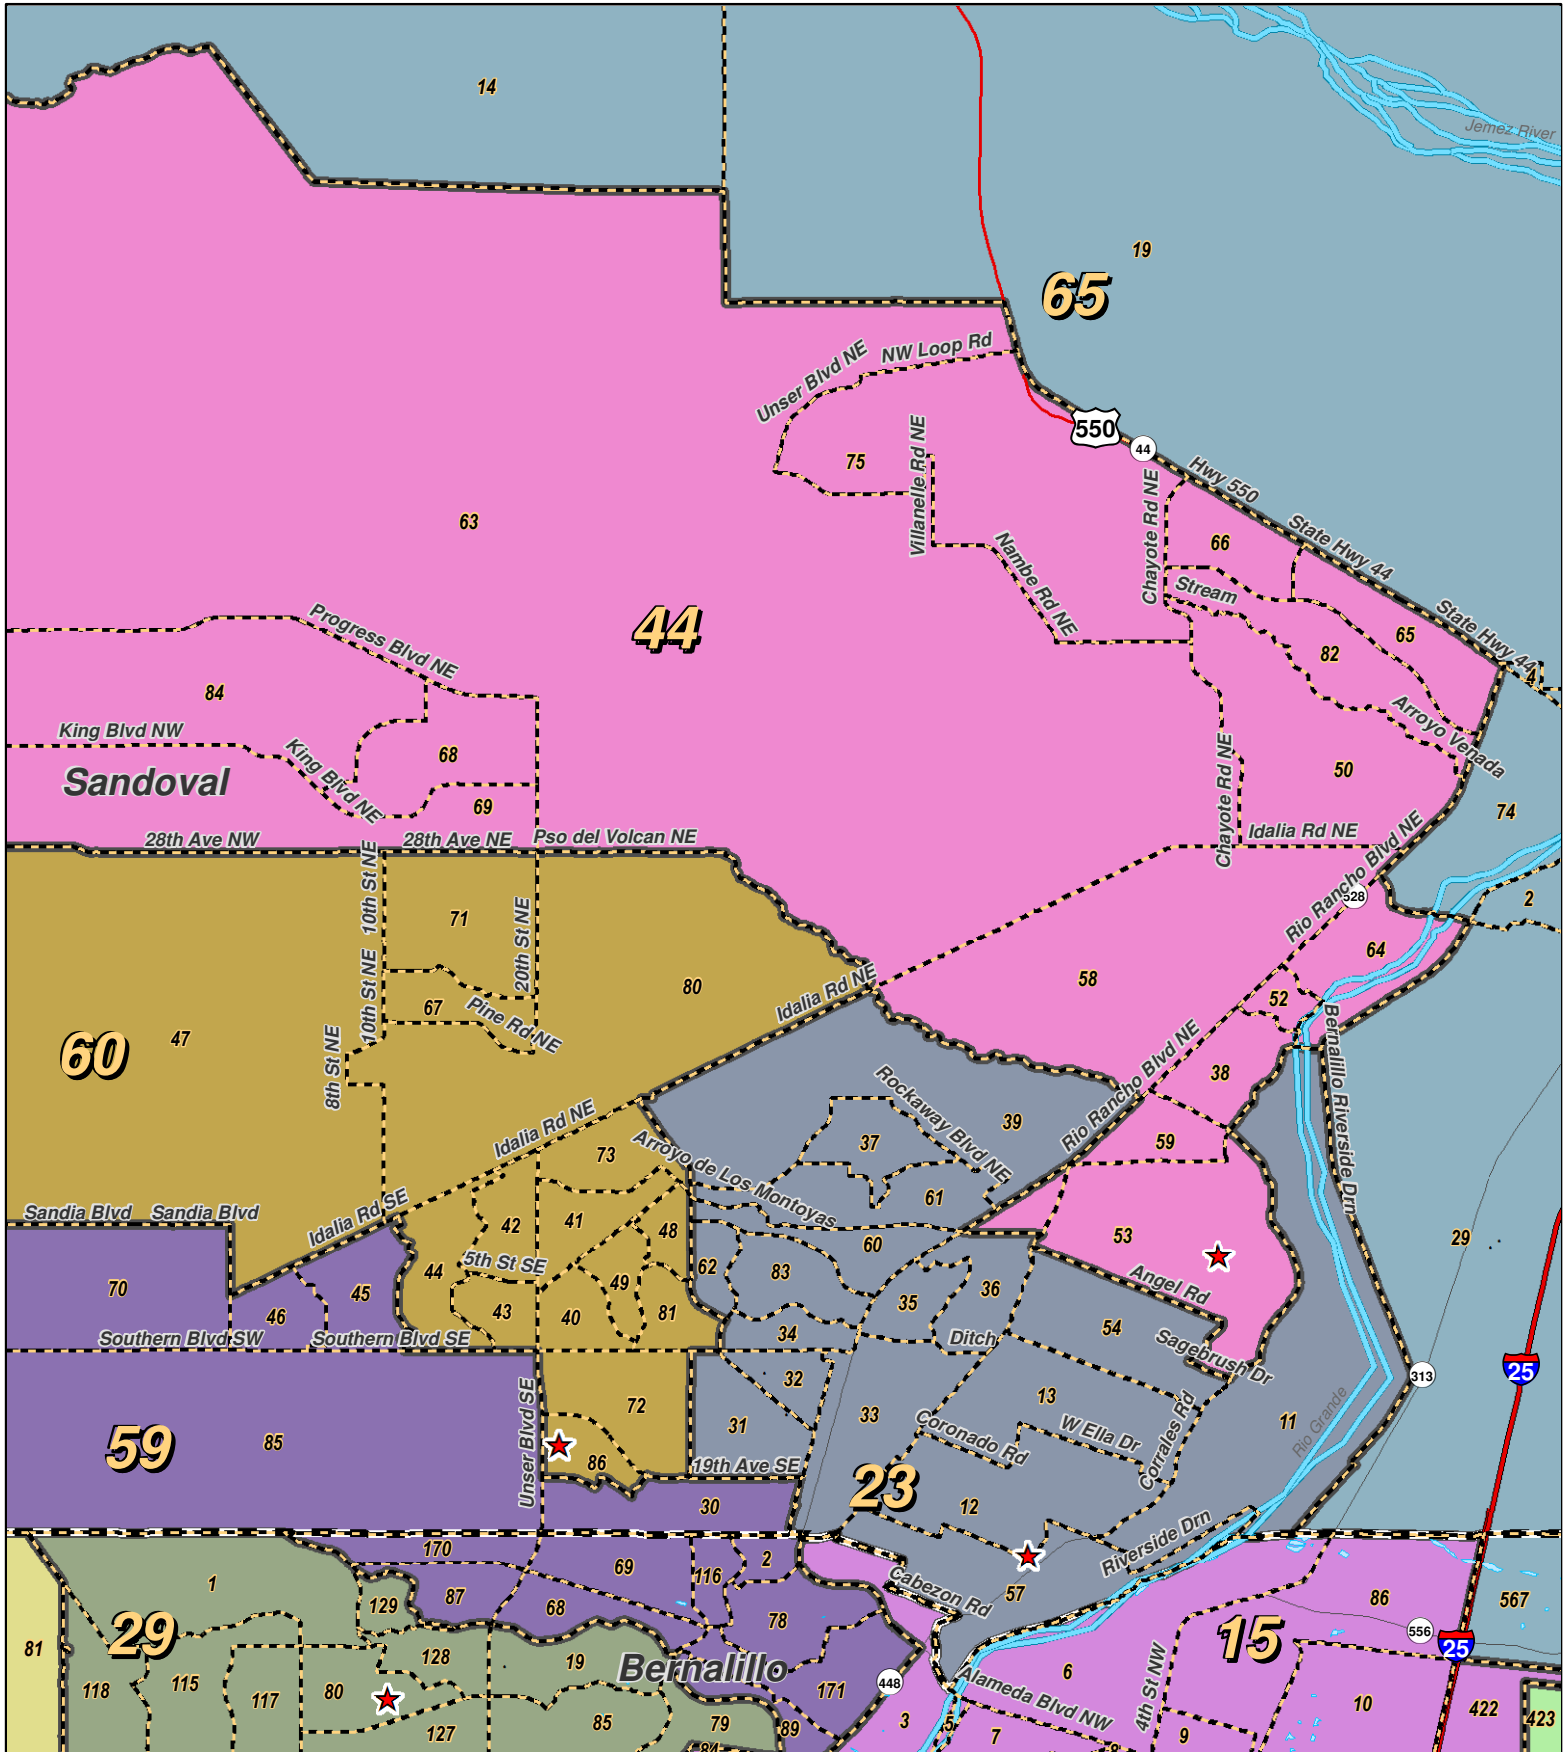 14
Jemez River
19
65
NW Loop Rd
Unser Blvd NE
550
44
75
Villanelle Rd NE
Hwy 550
Chayote Rd NE
63
State Hwy 44
66
Nambe Rd NE
Stream
44
Progress Blvd NE
State Hwy 44
65
82
4
84
Arroyo Venada
King Blvd NW
King Blvd NE
68
50
Sandoval
Chayote Rd NE
69
74
28th Ave NW
28th Ave NE
Pso del Volcan NE
Idalia Rd NE
Rio Rancho Blvd NE
528
2
10th St NE
71
20th St NE
64
80
Idalia Rd NE
58
52
10th St NE
67
Pine Rd NE
60
47
8th St NE
Bernalillo Riverside Drn
Rio Rancho Blvd NE
38
Rockaway Blvd NE
39
Idalia Rd NE
37
59
73
Arroyo de Los Montoyas
61
Sandia Blvd
Sandia Blvd
Idalia Rd SE
42
41
48
60
53
29
5th St SE
44
62
83
49
Angel Rd
70
45
46
43
40
81
35
36
54
34
Ditch
Southern Blvd SW
Southern Blvd SE
Sagebrush Dr
25
313
32
13
Corrales Rd
72
31
33
Coronado Rd
W Ella Dr
11
Rio Grande
59
85
Unser Blvd SE
86
19th Ave SE
23
30
12
Riverside Drn
170
69
116
2
Cabezon Rd
57
1
129
87
68
78
86
567
29
15
556
25
81
128
19
Bernalillo
118
115
117
80
171
448
6
Alameda Blvd NW
4th St NW
10
422
423
127
85
79
89
84
3
5
7
8
9